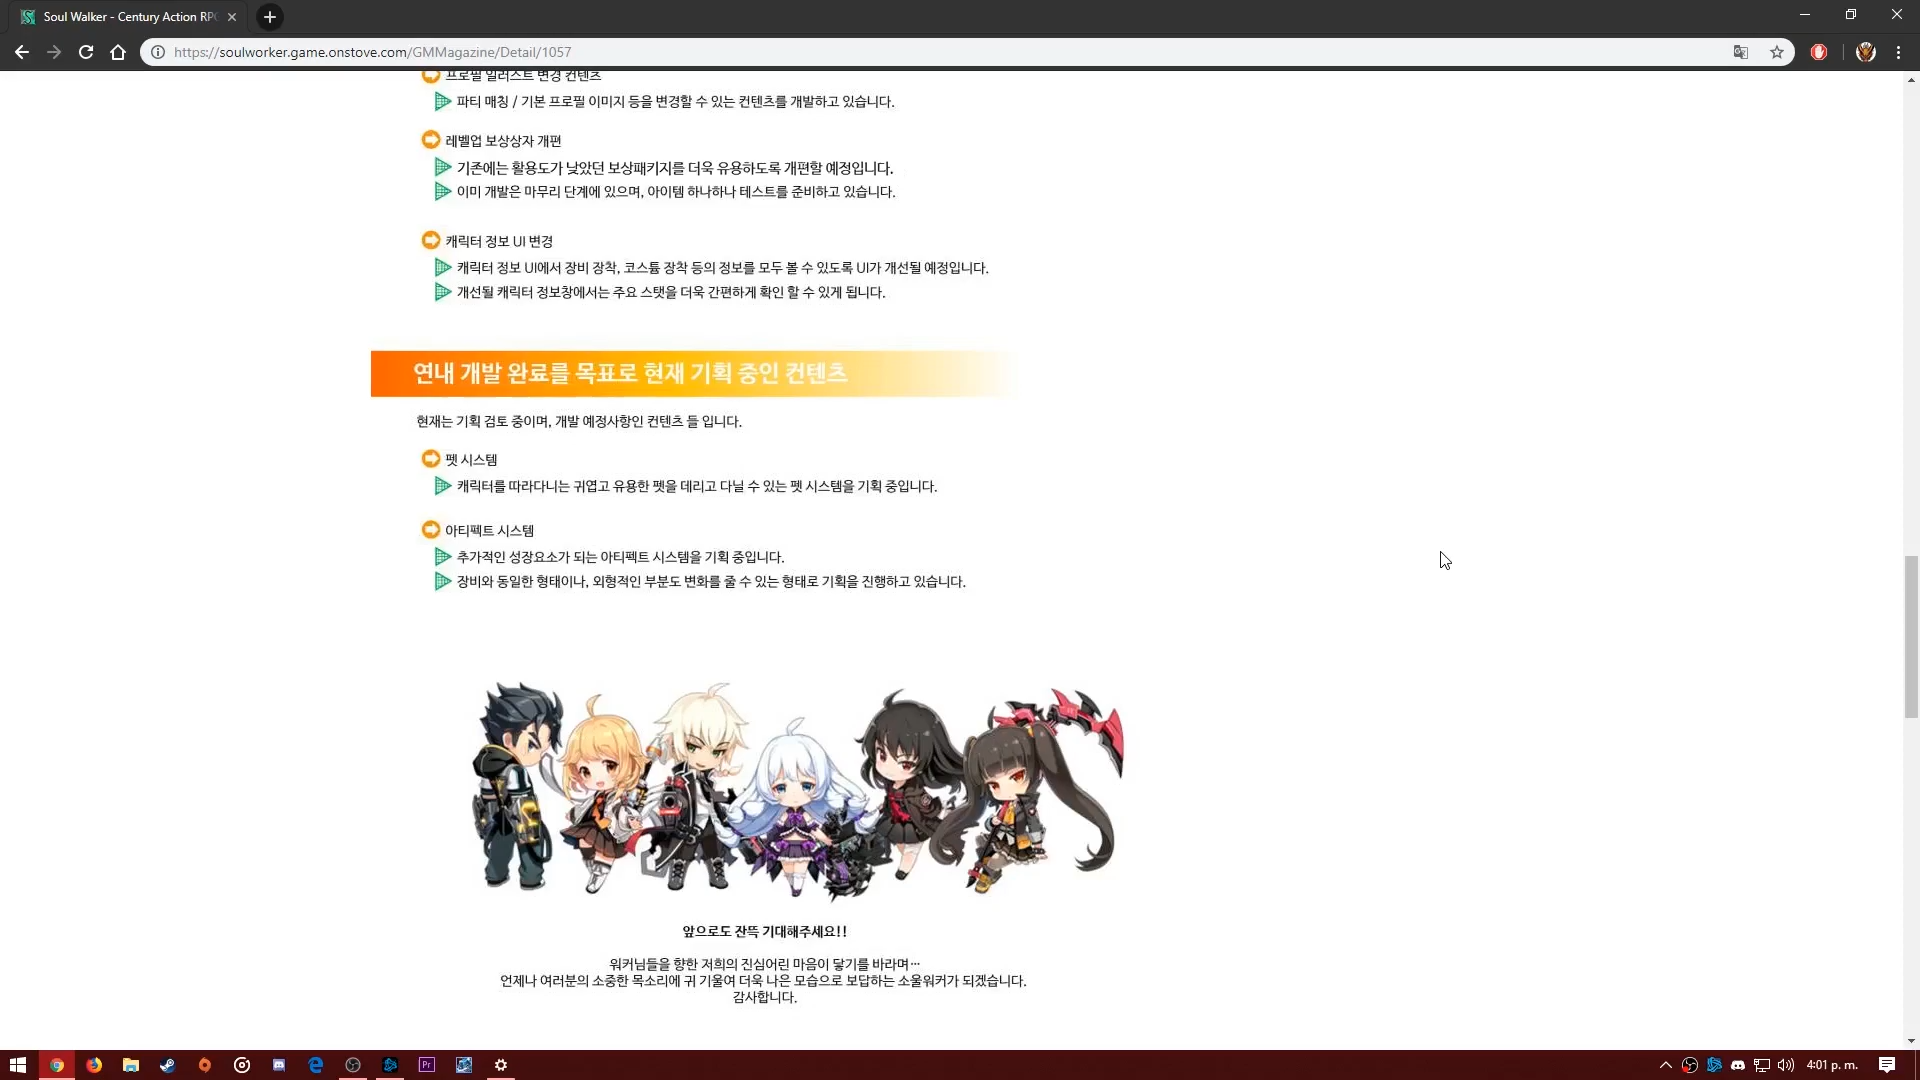 Soul Walker - Century Action RPG
https://soulworker.game.onstove.com/GMMagazine/Detail/1057
프로필 일러스트 변경 컨텐츠
파티 매칭 / 기본 프로필 이미지 등을 변경할 수 있는 컨텐츠를 개발하고 있습니다.
레벨업 보상상자 개편
기존에는 활용도가 낮았던 보상패키지를 더욱 유용하도록 개편할 예정입니다.
이미 개발은 마무리 단계에 있으며, 아이템 하나하나 테스트를 준비하고 있습니다.
캐릭터 정보 UI 변경
캐릭터 정보 UI에서 장비 장착, 코스튬 장착 등의 정보를 모두 볼 수 있도록 UI가 개선될 예정입니다.
개선될 캐릭터 정보창에서는 주요 스탯을 더욱 간편하게 확인 할 수 있게 됩니다.
연내 개발 완료를 목표로 현재 기획 중인 컨텐츠
현재는 기획 검토 중이며, 개발 예정사항인 컨텐츠 들 입니다.
펫 시스템
캐릭터를 따라다니는 귀엽고 유용한 펫을 데리고 다닐 수 있는 펫 시스템을 기획 중입니다.
아티펙트 시스템
추가적인 성장요소가 되는 아티펙트 시스템을 기획 중입니다.
장비와 동일한 형태이나, 외형적인 부분도 변화를 줄 수 있는 형태로 기획을 진행하고 있습니다.
앞으로도 잔뜩 기대해주세요!!
워커님들을 향한 저희의 진심어린 마음이 닿기를 바라며…
언제나 여러분의 소중한 목소리에 귀 기울여 더욱 나은 모습으로 보답하는 소울워커가 되겠습니다.
감사합니다.
Pr
4:01 p. m.